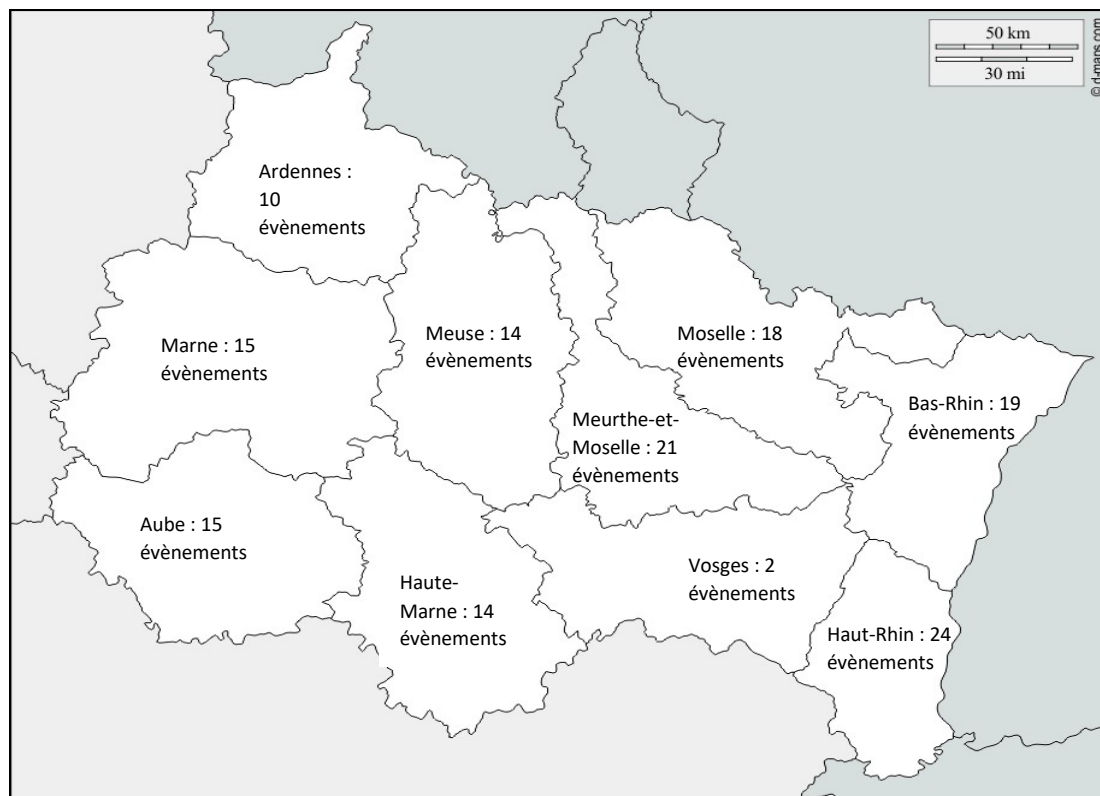 50 km
30 mi
© d-maps.com
Ardennes :
10
évènements
Marne : 15
évènements
Meuse : 14
évènements
Moselle : 18
évènements
Bas-Rhin : 19
évènements
Meurthe-et-
Moselle : 21
évènements
Aube : 15
évènements
Haute-
Marne : 14
évènements
Vosges : 2
évènements
Haut-Rhin : 24
évènements